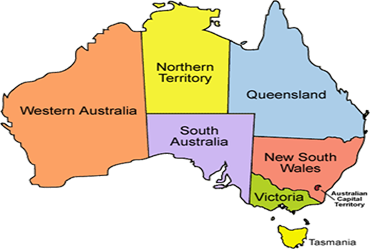 Northern
Territory
Queensland
Western Australia
South
Australia
New South
Wales
Australian
Capital
Territory
Victoria
Tasmania